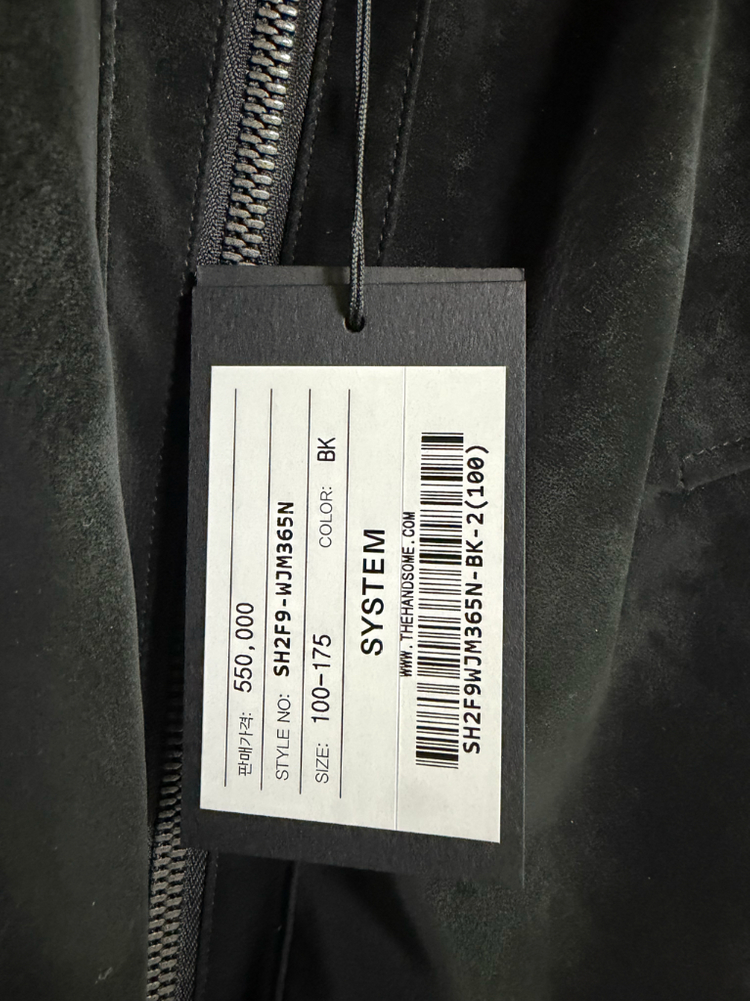 판매가격: 550,000
STYLE NO: SH2F9-WJM365N
SIZE: 100-175 COLOR: BK
SYSTEM
WWW.THEHANDSOME.COM
SH2F9WJM365N-BK-2(100)